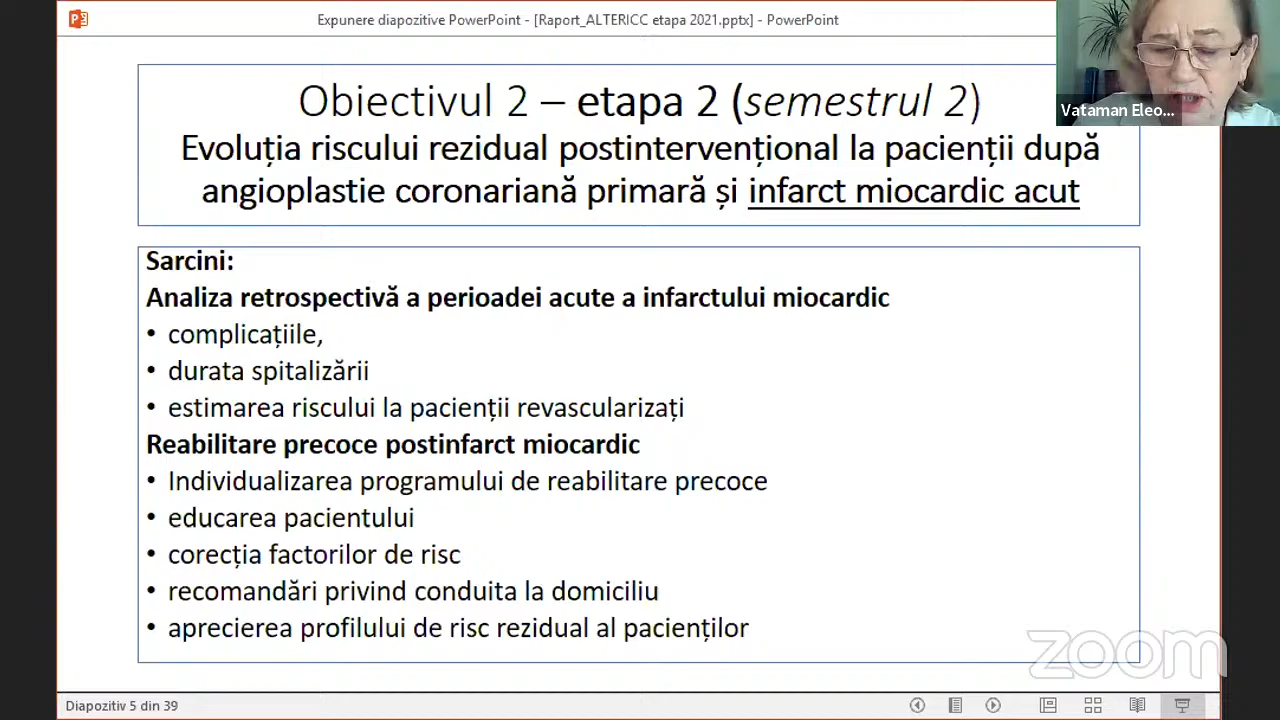 Expunere diapozitive PowerPoint - [Raport_ALTERICC etapa 2021.pptx] - PowerPoint
Vataman Eleo...
Obiectivul 2 – etapa 2 (semestrul 2)
Evoluția riscului rezidual postintervențional la pacienții după
angioplastie coronariană primară și infarct miocardic acut
Sarcini:
Analiza retrospectivă a perioadei acute a infarctului miocardic
• complicațiile,
• durata spitalizării
• estimarea riscului la pacienții revascularizați
Reabilitare precoce postinfarct miocardic
• Individualizarea programului de reabilitare precoce
• educarea pacientului
• corecția factorilor de risc
• recomandări privind conduita la domiciliu
• aprecierea profilului de risc rezidual al pacienților
zoom
Diapozitiv 5 din 39